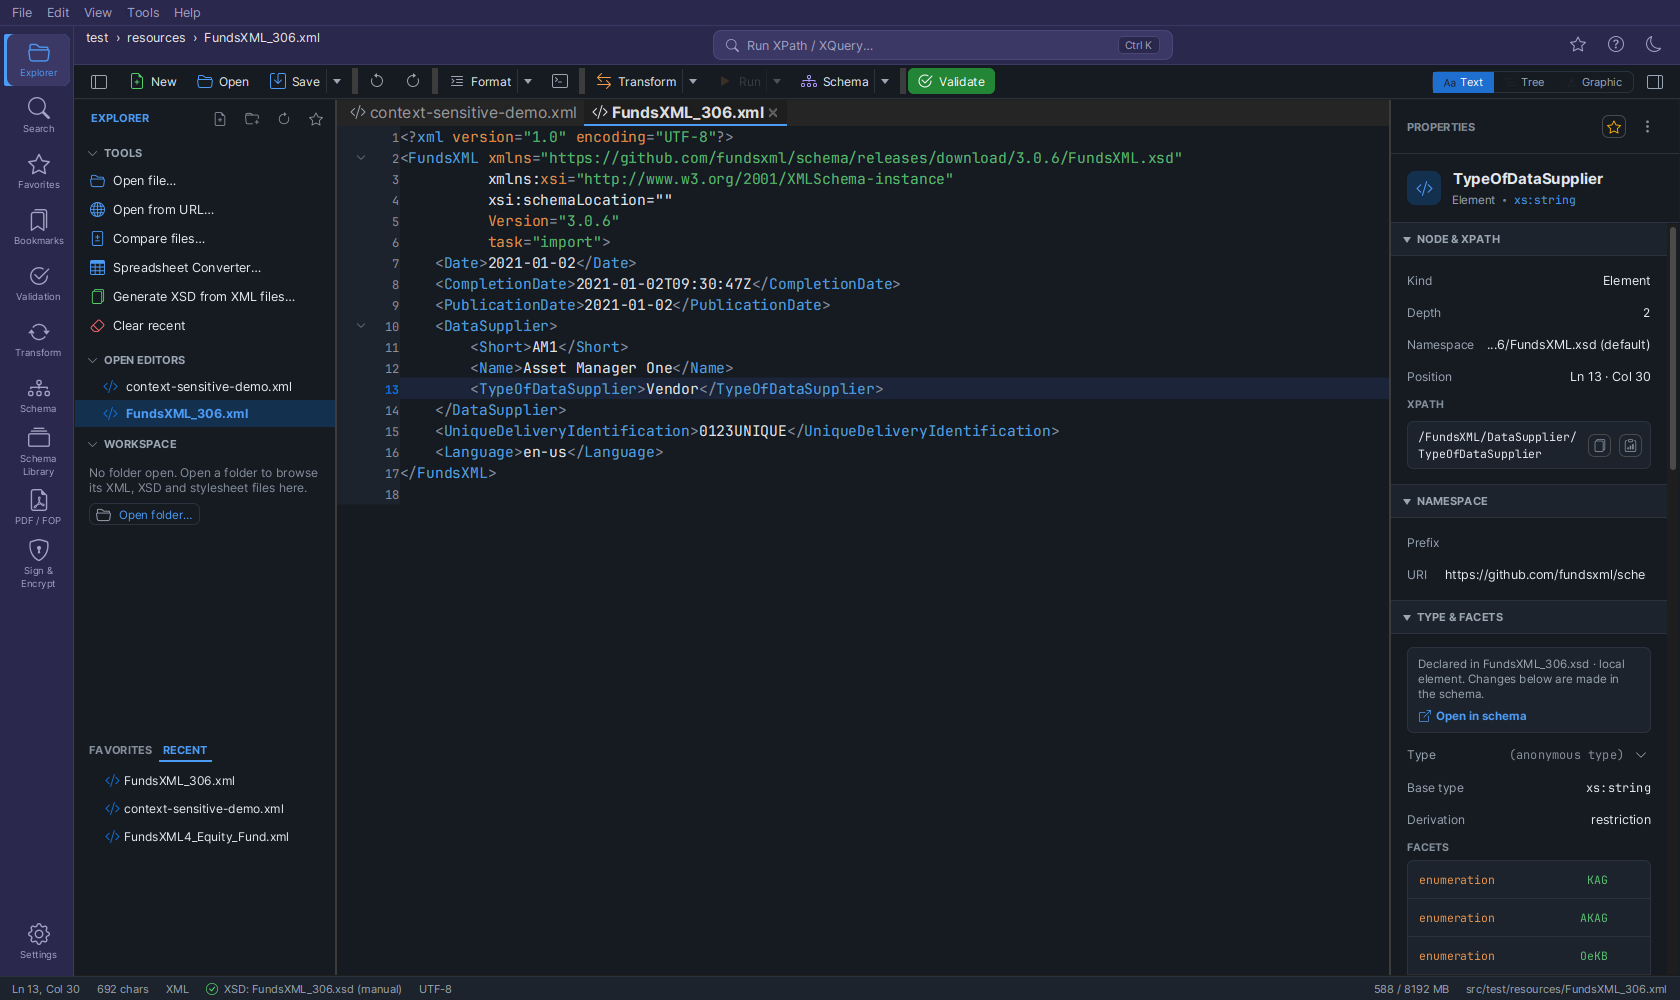 File Edit View Tools Help
test › resources › FundsXML_306.xml
Run XPath / XQuery... Ctrl K
New Open Save Format Transform Run Schema Validate
Aa Text Tree Graphic
Explorer
Search
Favorites
Bookmarks
Validation
Transform
Schema
Schema
Library
PDF / FOP
Sign &
Encrypt
Settings
EXPLORER
TOOLS
Open file...
Open from URL...
Compare files...
Spreadsheet Converter...
Generate XSD from XML files...
Clear recent
OPEN EDITORS
context-sensitive-demo.xml
FundsXML_306.xml
WORKSPACE
No folder open. Open a folder to browse
its XML, XSD and stylesheet files here.
Open folder...
FAVORITES RECENT
FundsXML_306.xml
context-sensitive-demo.xml
FundsXML4_Equity_Fund.xml
context-sensitive-demo.xml FundsXML_306.xml
1 <?xml version="1.0" encoding="UTF-8"?>
2 <FundsXML xmlns="https://github.com/fundsxml/schema/releases/download/3.0.6/FundsXML.xsd"
3 xmlns:xsi="http://www.w3.org/2001/XMLSchema-instance"
4 xsi:schemaLocation=""
5 Version="3.0.6"
6 task="import">
7 <Date>2021-01-02</Date>
8 <CompletionDate>2021-01-02T09:30:47Z</CompletionDate>
9 <PublicationDate>2021-01-02</PublicationDate>
10 <DataSupplier>
11 <Short>AM1</Short>
12 <Name>Asset Manager One</Name>
13 <TypeOfDataSupplier>Vendor</TypeOfDataSupplier>
14 </DataSupplier>
15 <UniqueDeliveryIdentification>0123UNIQUE</UniqueDeliveryIdentification>
16 <Language>en-us</Language>
17 </FundsXML>
18
PROPERTIES
TypeOfDataSupplier
Element • xs:string
NODE & XPATH
Kind Element
Depth 2
Namespace ...6/FundsXML.xsd (default)
Position Ln 13 · Col 30
XPATH
/FundsXML/DataSupplier/
TypeOfDataSupplier
NAMESPACE
Prefix
URI https://github.com/fundsxml/sche
TYPE & FACETS
Declared in FundsXML_306.xsd · local
element. Changes below are made in
the schema.
Open in schema
Type (anonymous type)
Base type xs:string
Derivation restriction
FACETS
enumeration KAG
enumeration AKAG
enumeration OeKB
Ln 13, Col 30 692 chars XML XSD: FundsXML_306.xsd (manual) UTF-8 588 / 8192 MB src/test/resources/FundsXML_306.xml